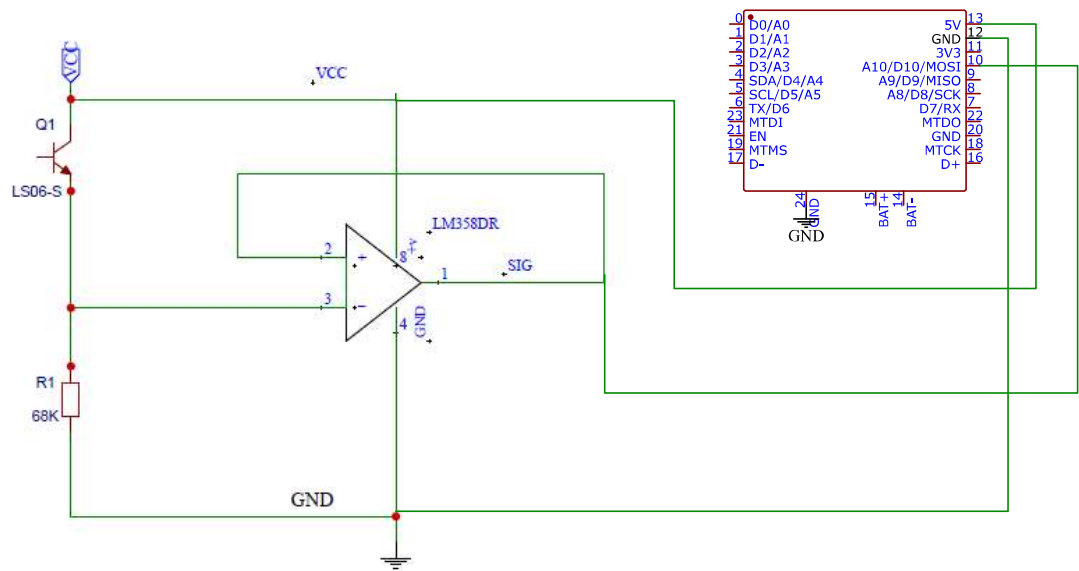 VCC
VCC
Q1
LS06-S
LM358DR
2
+
8
+V
1
SIG
3
−
4
GND
R1
68K
GND
0 D0/A0
1 D1/A1
2 D2/A2
3 D3/A3
4 SDA/D4/A4
5 SCL/D5/A5
6 TX/D6
23 MTDI
21 EN
19 MTMS
17 D-
5V 13
GND 12
3V3 11
A10/D10/MOSI 10
A9/D9/MISO 9
A8/D8/SCK 8
D7/RX 7
MTDO 22
GND 20
MTCK 18
D+ 16
24 GND
15 BAT+
14 BAT-
GND